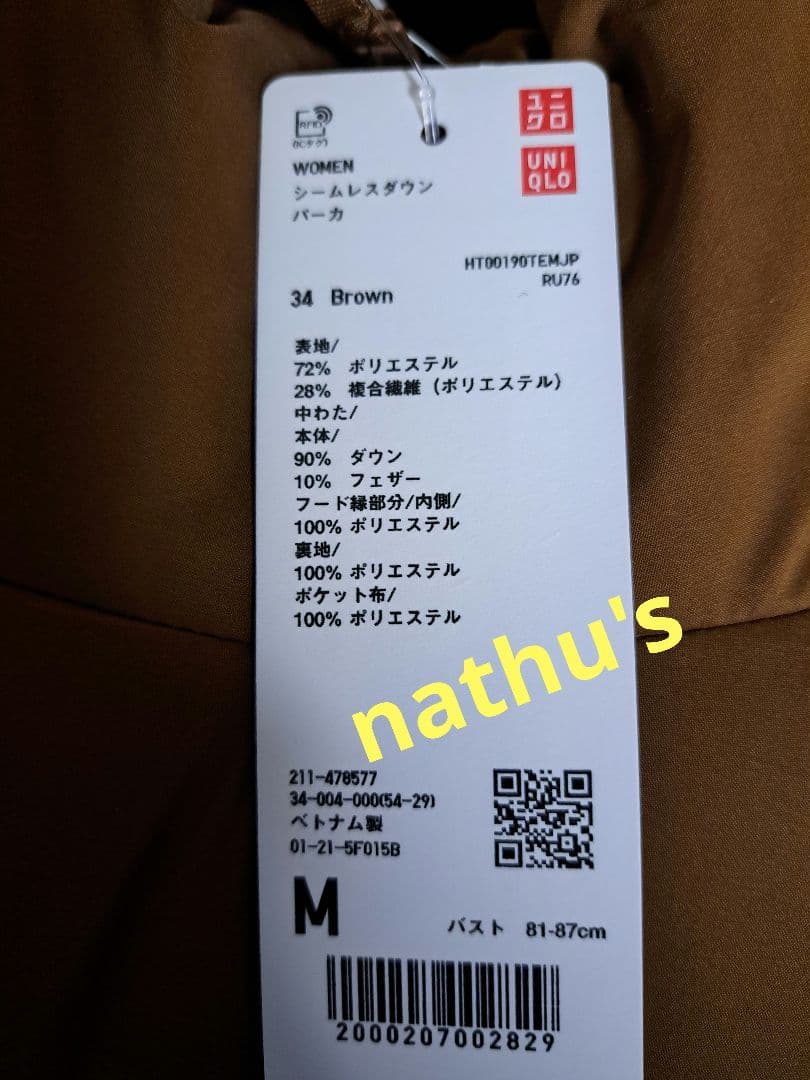 RFID
(ICタグ)
ユニ
クロ
UNI
QLO
WOMEN
シームレスダウン
パーカ
HT00190TEMJP
RU76
34 Brown
表地/
72% ポリエステル
28% 複合繊維 (ポリエステル)
中わた/
本体/
90% ダウン
10% フェザー
フード縁部分/内側/
100% ポリエステル
裏地/
100% ポリエステル
ポケット布/
100% ポリエステル
nathu's
211-478577
34-004-000(54-29)
ベトナム製
01-21-5F015B
M
バスト 81-87cm
2000207002829